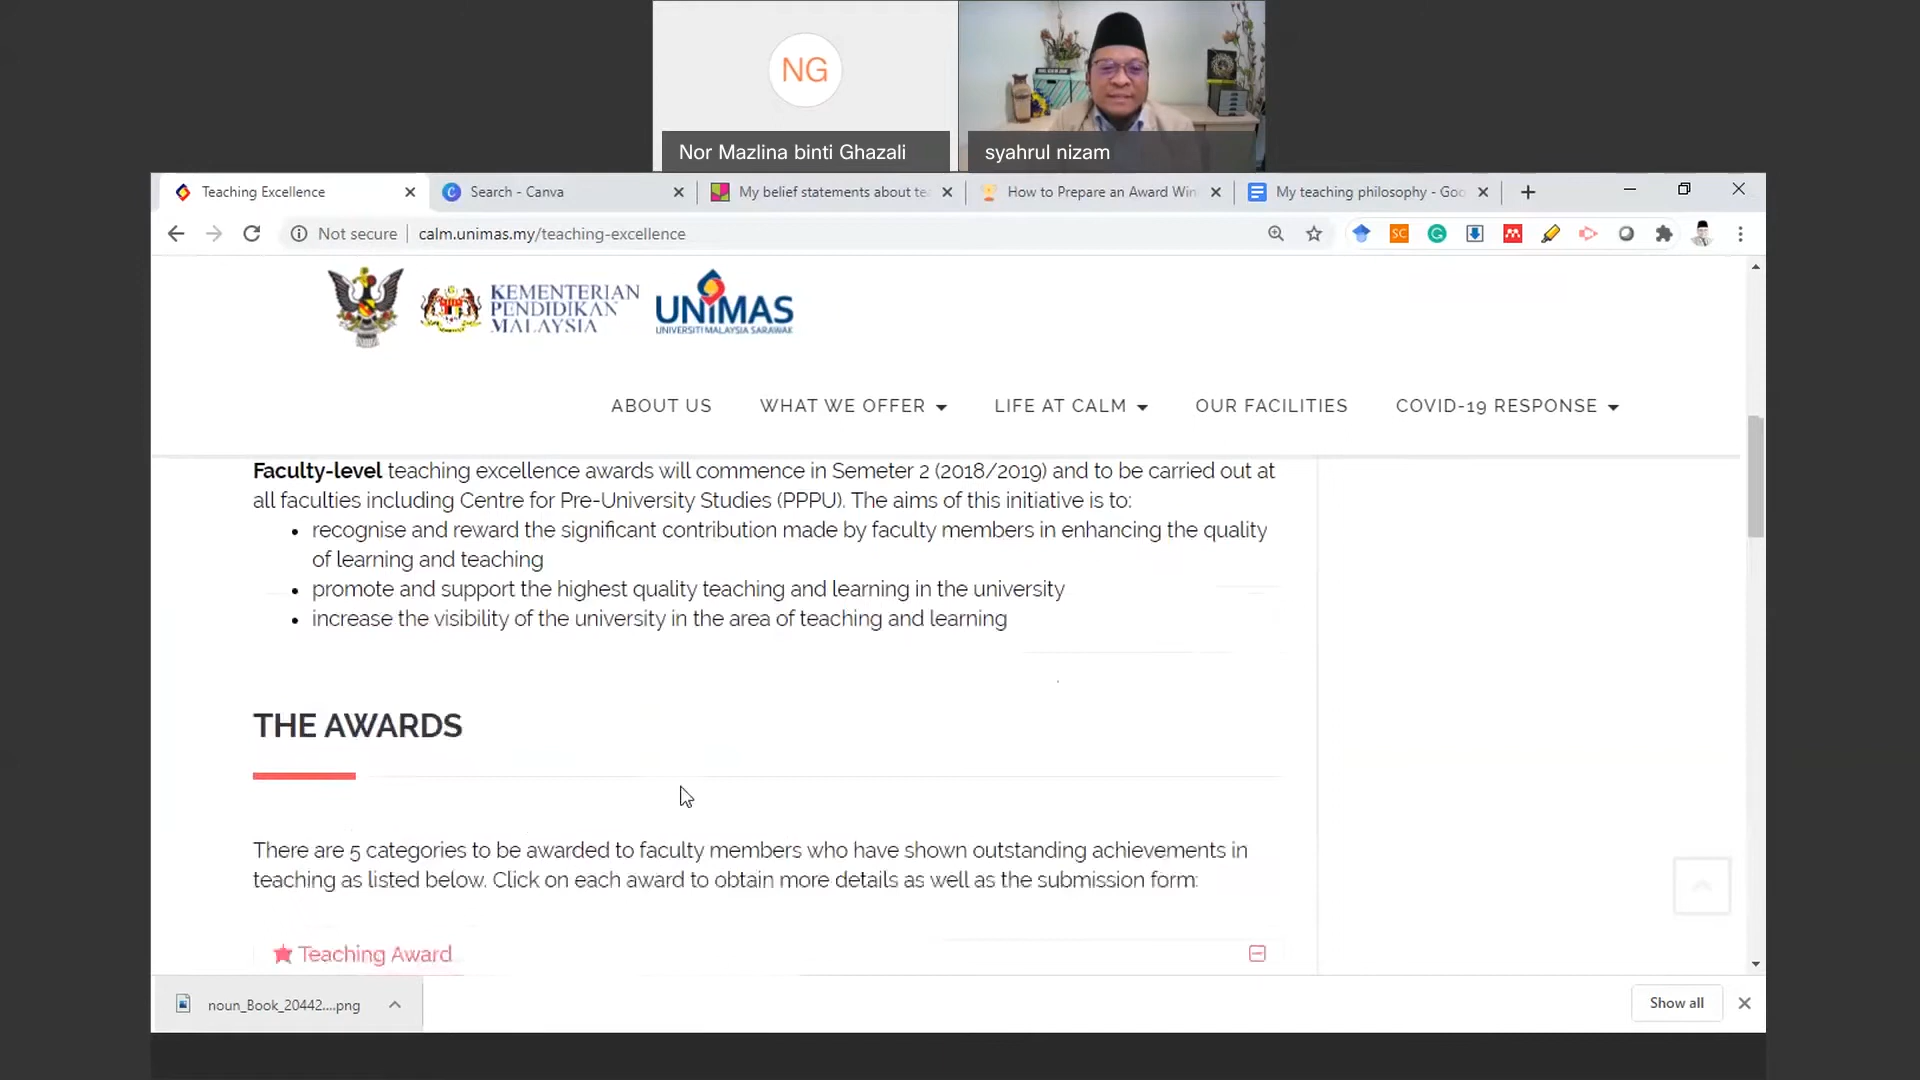 NG
Nor Mazlina binti Ghazali
syahrul nizam
Teaching Excellence
Search - Canva
My belief statements about te
How to Prepare an Award Win
My teaching philosophy - Goo
Not secure
calm.unimas.my/teaching-excellence
SC
KEMENTERIAN
PENDIDIKAN
MALAYSIA
UNIMAS
UNIVERSITI MALAYSIA SARAWAK
ABOUT US
WHAT WE OFFER
LIFE AT CALM
OUR FACILITIES
COVID-19 RESPONSE
Faculty-level teaching excellence awards will commence in Semeter 2 (2018/2019) and to be carried out at
all faculties including Centre for Pre-University Studies (PPPU). The aims of this initiative is to:
• recognise and reward the significant contribution made by faculty members in enhancing the quality
of learning and teaching
• promote and support the highest quality teaching and learning in the university
• increase the visibility of the university in the area of teaching and learning
THE AWARDS
There are 5 categories to be awarded to faculty members who have shown outstanding achievements in
teaching as listed below. Click on each award to obtain more details as well as the submission form:
Teaching Award
noun_Book_20442....png
Show all